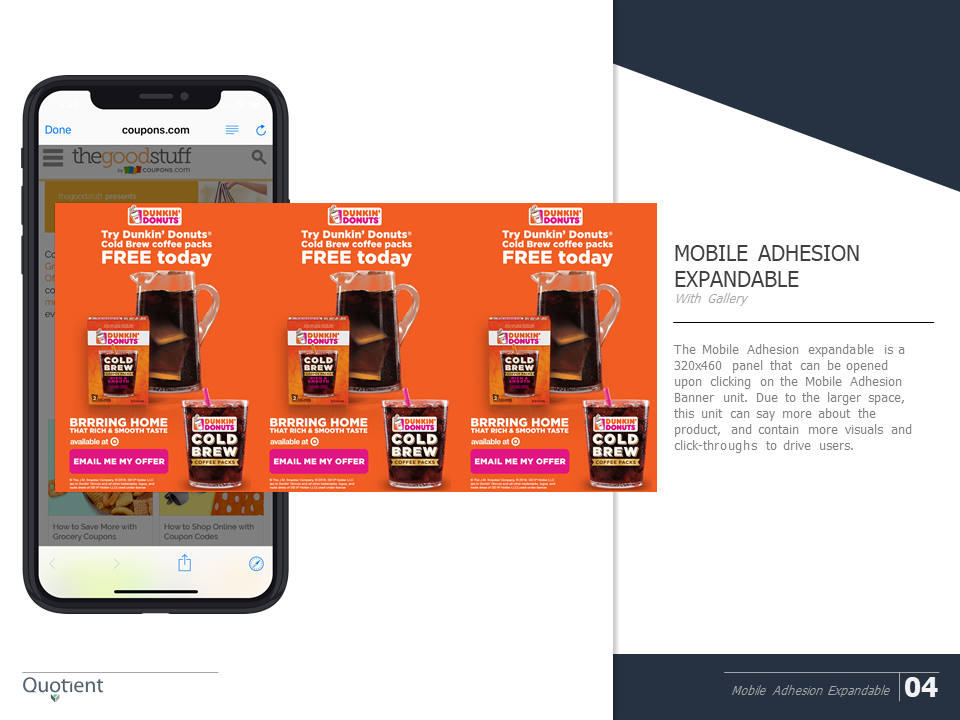 Done
coupons.com
thegoodstuff
by COUPONS.com
thegoodstuff presents
DUNKIN'
DONUTS
Try Dunkin' Donuts®
Cold Brew coffee packs
FREE today
DUNKIN'
DONUTS
COLD
BREW
BRRRING HOME
THAT RICH & SMOOTH TASTE
available at
EMAIL ME MY OFFER
DUNKIN'
DONUTS
COLD
BREW
COFFEE PACKS
DUNKIN'
DONUTS
Try Dunkin' Donuts®
Cold Brew coffee packs
FREE today
DUNKIN'
DONUTS
COLD
BREW
BRRRING HOME
THAT RICH & SMOOTH TASTE
available at
EMAIL ME MY OFFER
DUNKIN'
DONUTS
COLD
BREW
COFFEE PACKS
DUNKIN'
DONUTS
Try Dunkin' Donuts®
Cold Brew coffee packs
FREE today
DUNKIN'
DONUTS
COLD
BREW
BRRRING HOME
THAT RICH & SMOOTH TASTE
available at
EMAIL ME MY OFFER
DUNKIN'
DONUTS
COLD
BREW
COFFEE PACKS
How to Save More with
Grocery Coupons
How to Shop Online with
Coupon Codes
MOBILE ADHESION
EXPANDABLE
With Gallery
The Mobile Adhesion expandable is a
320x460 panel that can be opened
upon clicking on the Mobile Adhesion
Banner unit. Due to the larger space,
this unit can say more about the
product, and contain more visuals and
click-throughs to drive users.
Quotient
Mobile Adhesion Expandable
04